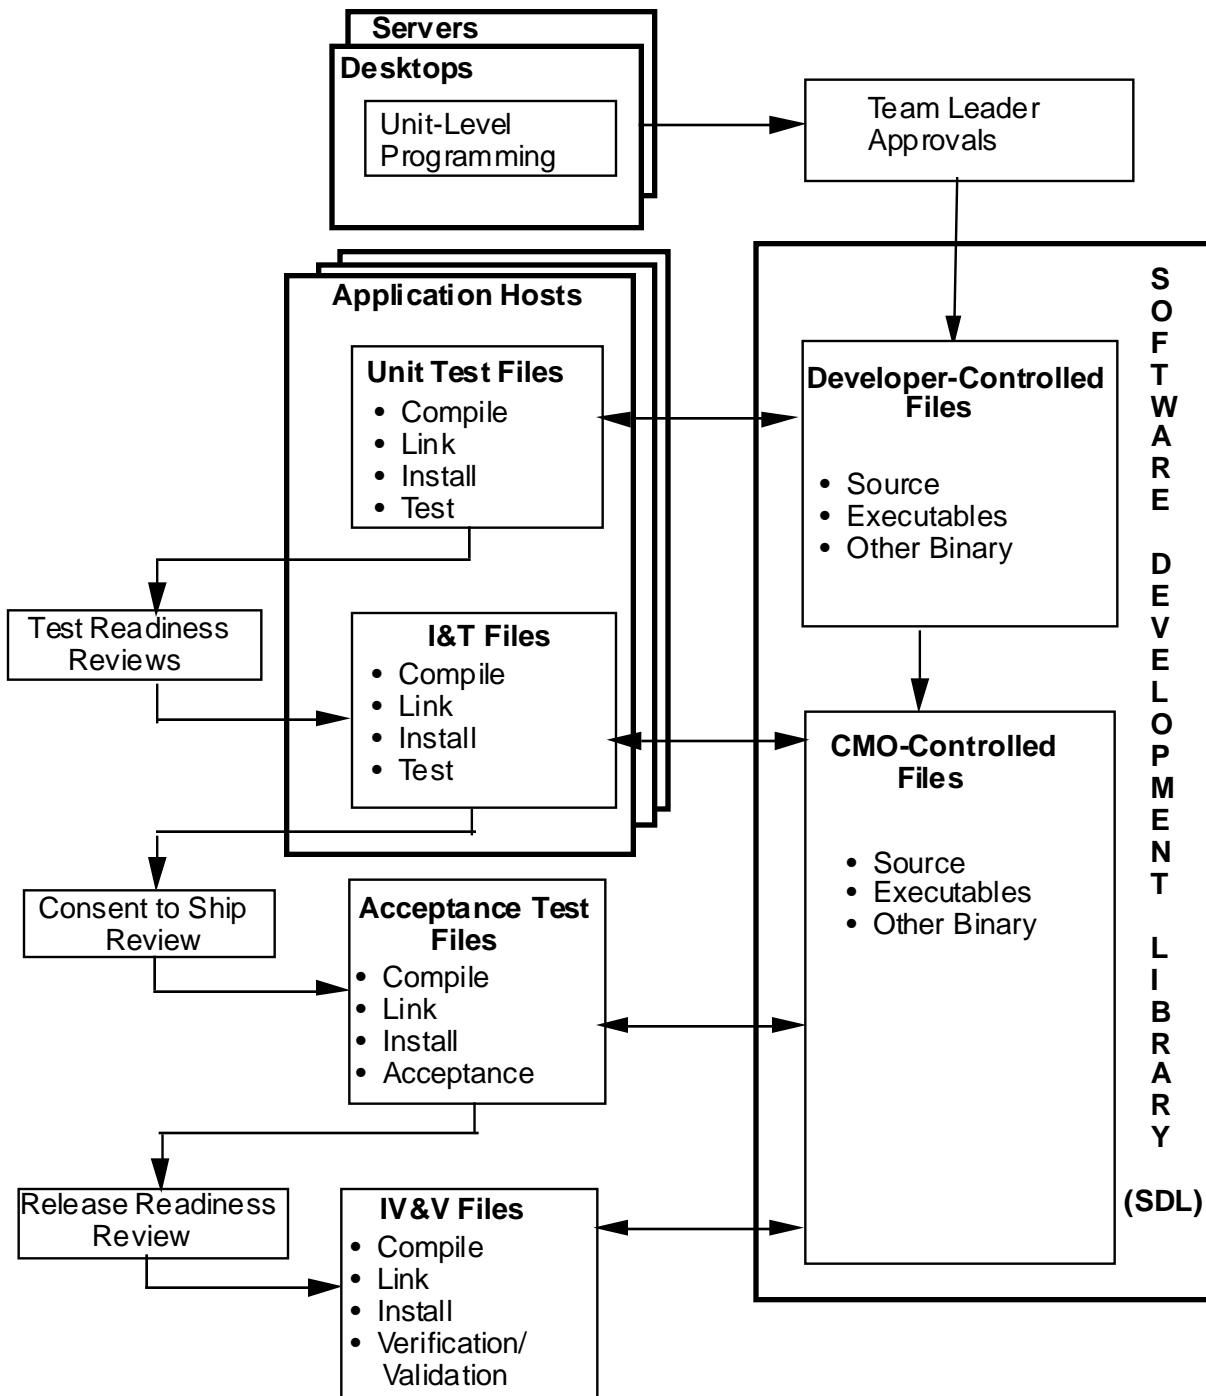 Servers
Desktops
Unit-Level
Programming
Team Leader
Approvals
Application Hosts
Unit Test Files
• Compile
• Link
• Install
• Test
Developer-Controlled
Files
• Source
• Executables
• Other Binary
Test Readiness
Reviews
I&T Files
• Compile
• Link
• Install
• Test
CMO-Controlled
Files
• Source
• Executables
• Other Binary
Consent to Ship
Review
Acceptance Test
Files
• Compile
• Link
• Install
• Acceptance
Release Readiness
Review
IV&V Files
• Compile
• Link
• Install
• Verification/
Validation
SOFTWARE DEVELOPMENT LIBRARY
(SDL)